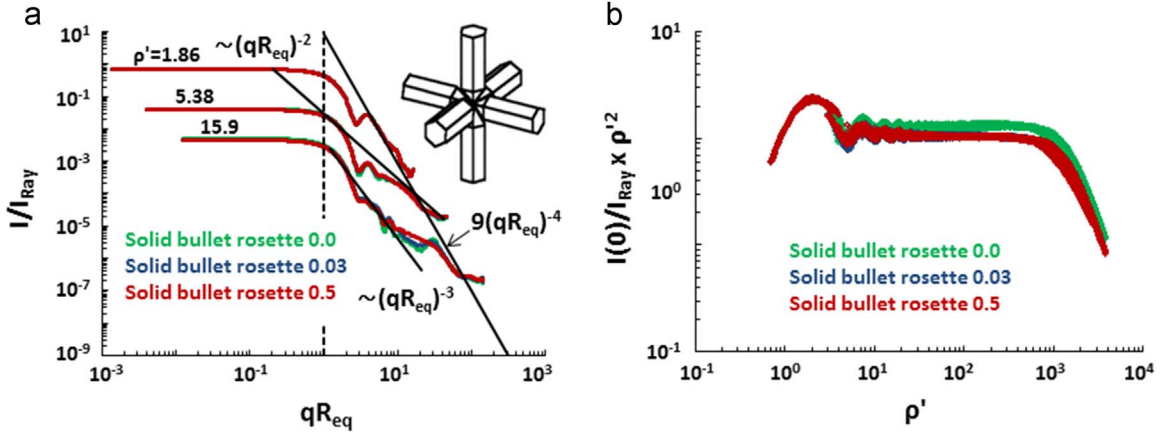 a
I/I_Ray
10^1
10^-1
10^-3
10^-5
10^-7
10^-9
ρ'=1.86
5.38
15.9
~(qR_eq)^-2
9(qR_eq)^-4
~(qR_eq)^-3
Solid bullet rosette 0.0
Solid bullet rosette 0.03
Solid bullet rosette 0.5
10^-3
10^-1
10^1
10^3
qR_eq
b
I(0)/I_Ray x ρ'^2
10^1
10^0
10^-1
Solid bullet rosette 0.0
Solid bullet rosette 0.03
Solid bullet rosette 0.5
10^-1
10^0
10^1
10^2
10^3
10^4
ρ'